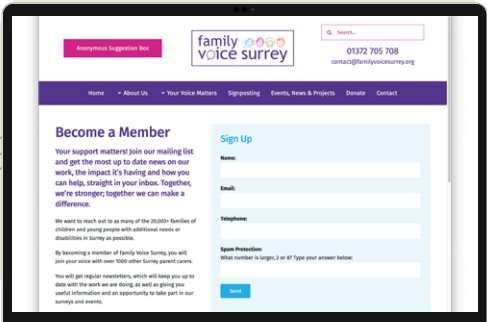 Anonymous Suggestion Box
family
voice surrey
Search...
01372 705 708
contact@familyvoicesurrey.org
Home
About Us
Your Voice Matters
Signposting
Events, News & Projects
Donate
Contact
Become a Member
Your support matters! Join our mailing list
and get the most up to date news on our
work, the impact it's having and how you
can help, straight in your inbox. Together,
we're stronger; together we can make a
difference.
We want to reach out to as many of the 20,000+ families of
children and young people with additional needs or
disabilities in Surrey as possible.
By becoming a member of Family Voice Surrey, you will
join your voice with over 1000 other Surrey parent carers.
You will get regular newsletters, which will keep you up to
date with the work we are doing, as well as giving you
useful information and an opportunity to take part in our
surveys and events.
Sign Up
Name:
Email:
Telephone:
Spam Protection:
What number is larger, 2 or 8? Type your answer below:
Send